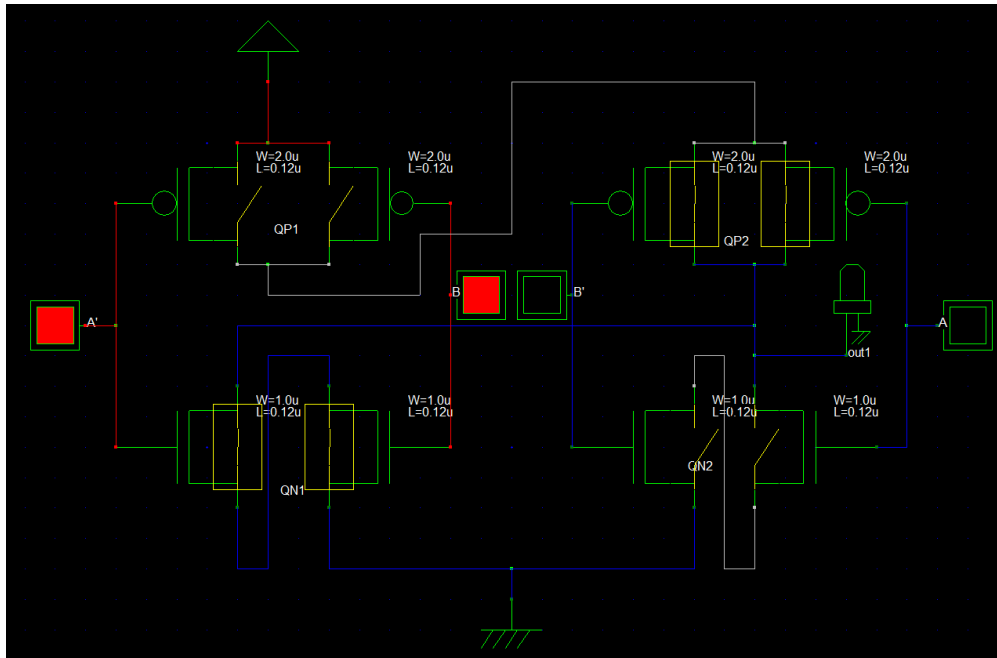 W=2.0u
L=0.12u
W=2.0u
L=0.12u
W=2.0u
L=0.12u
W=2.0u
L=0.12u
QP1
QP2
B
B'
A'
A
out1
W=1.0u
L=0.12u
W=1.0u
L=0.12u
W=1.0u
L=0.12u
W=1.0u
L=0.12u
QN2
QN1